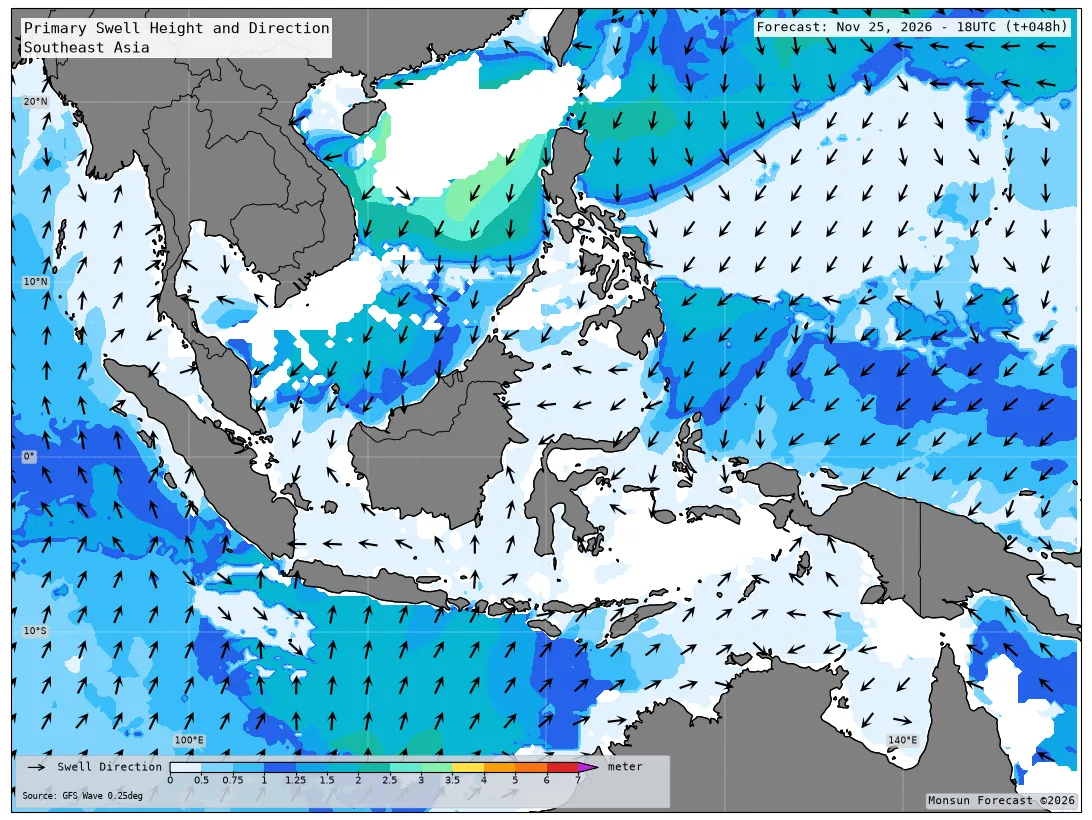 Primary Swell Height and Direction
Southeast Asia
Forecast: Nov 25, 2026 - 18UTC (t+048h)
20°N
10°N
0°
10°S
100°E
140°E
Swell Direction
meter
0 0.5 0.75 1 1.25 1.5 2 2.5 3 3.5 4 5 6 7
Source: GFS Wave 0.25deg
Monsun Forecast ©2026